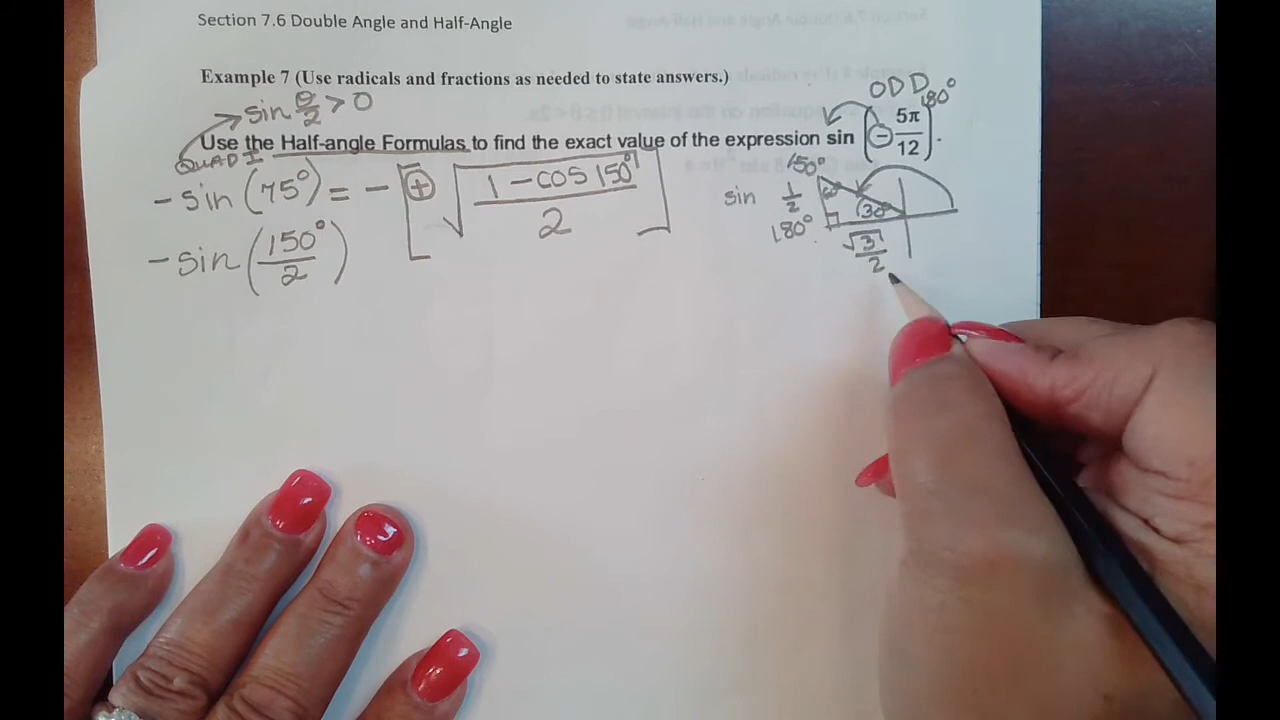 Section 7.6 Double Angle and Half-Angle
Example 7 (Use radicals and fractions as needed to state answers.)
ODD
180°
→ sin θ/2 > 0
Use the Half-angle Formulas to find the exact value of the expression sin (−5π/12).
QUAD I
-sin(75°) = -[⊕√((1-cos150°)/2)]
-sin(150°/2)
150°
sin 1/2
60°
30°
180°
√3/2